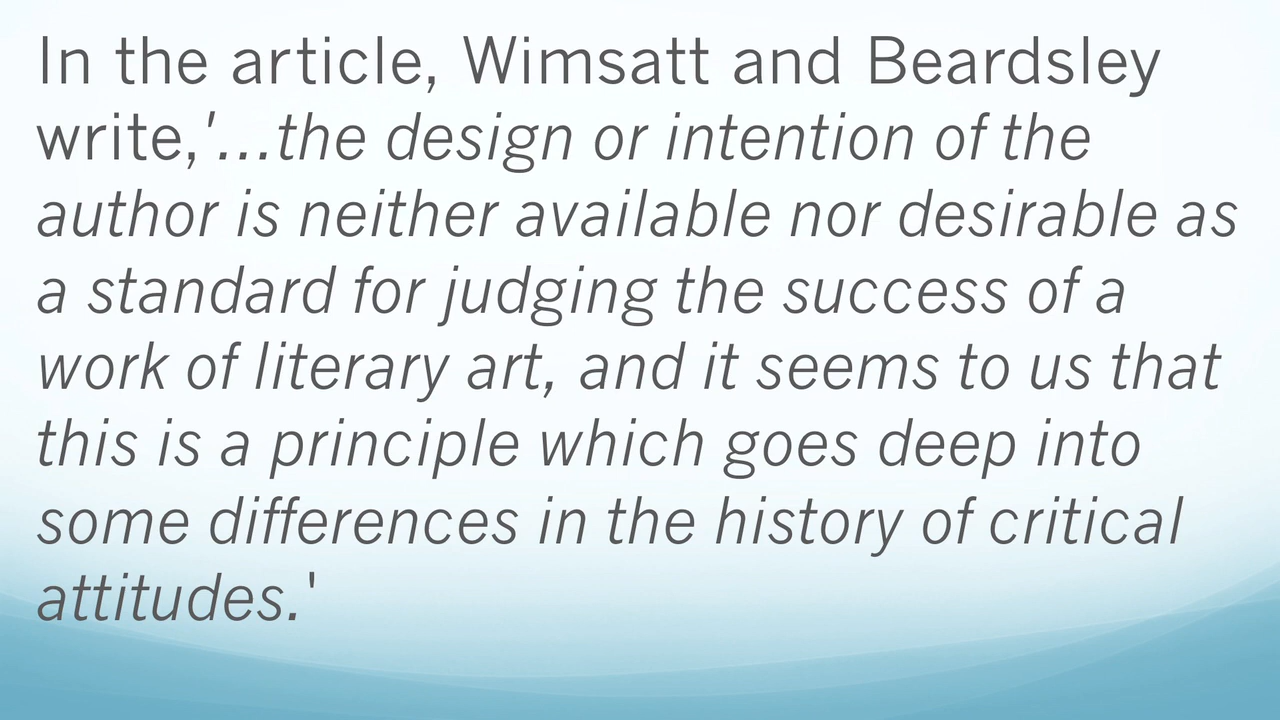 In the article, Wimsatt and Beardsley
write,'...the design or intention of the
author is neither available nor desirable as
a standard for judging the success of a
work of literary art, and it seems to us that
this is a principle which goes deep into
some differences in the history of critical
attitudes.'